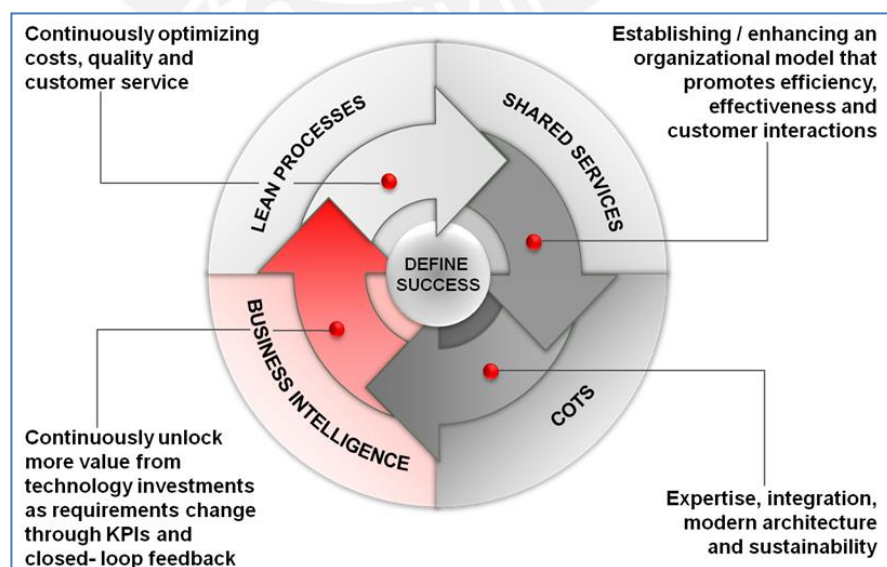 Continuously optimizing
costs, quality and
customer service
Establishing / enhancing an
organizational model that
promotes efficiency,
effectiveness and
customer interactions
LEAN PROCESSES
SHARED SERVICES
DEFINE
SUCCESS
BUSINESS INTELLIGENCE
COTS
Continuously unlock
more value from
technology investments
as requirements change
through KPIs and
closed- loop feedback
Expertise, integration,
modern architecture
and sustainability